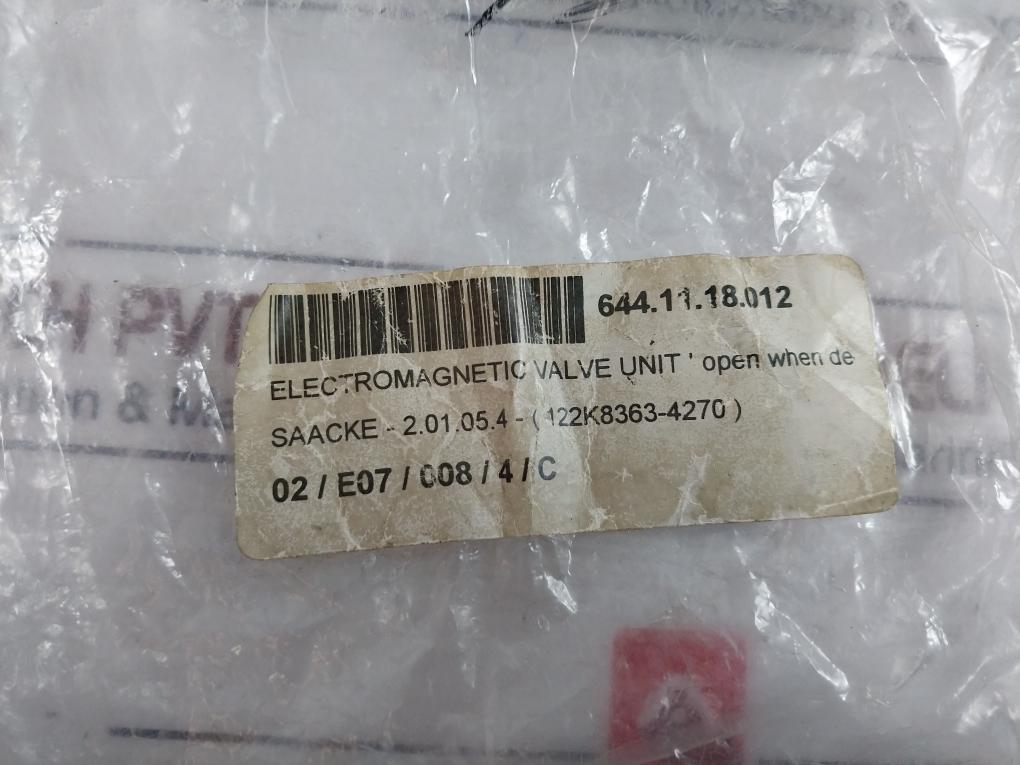 644.11.18.012
ELECTROMAGNETIC VALVE UNIT ' open when de
SAACKE - 2.01.05.4 - ( 122K8363-4270 )
02 / E07 / 008 / 4 / C
H PVT
& M